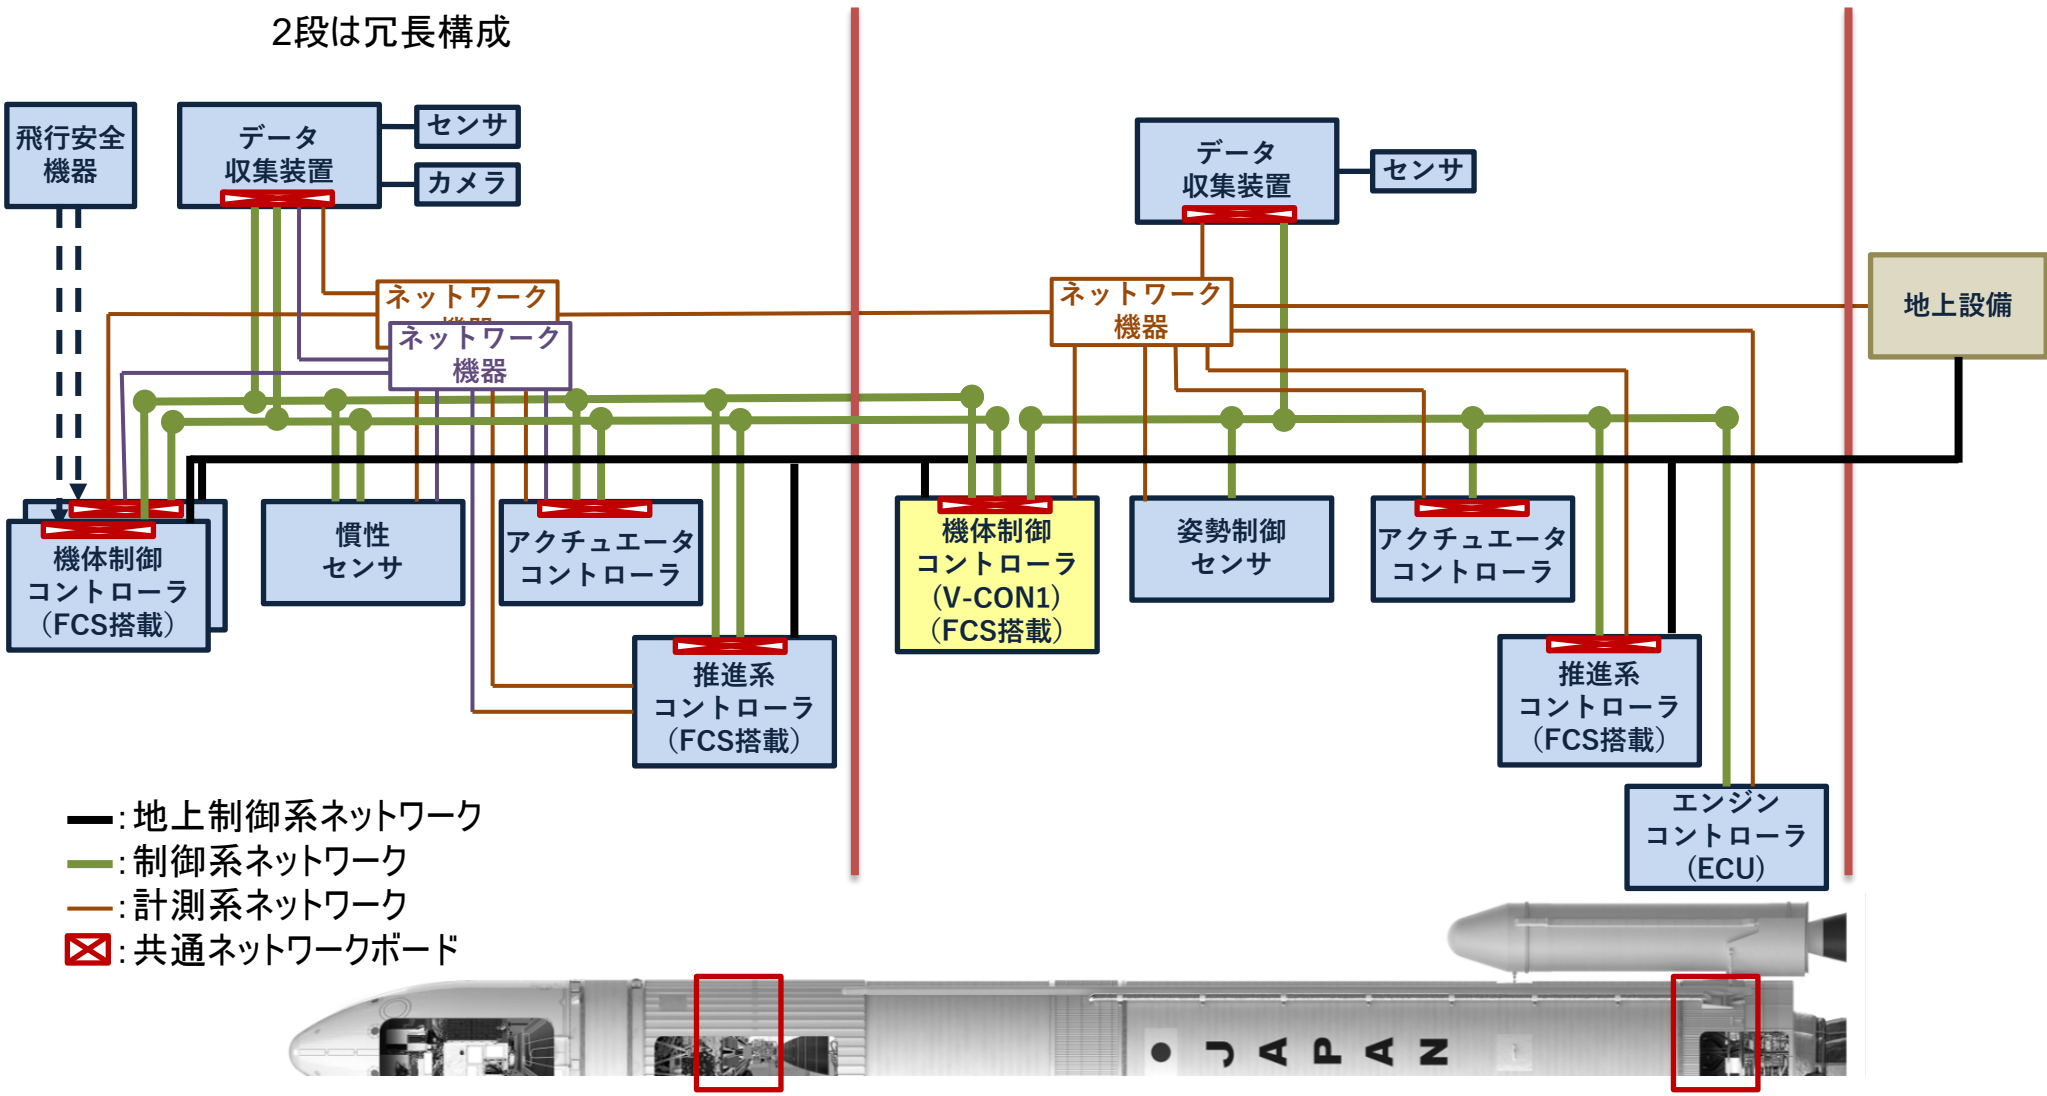 2段は冗長構成
飛行安全
機器
データ
収集装置
センサ
カメラ
データ
収集装置
センサ
ネットワーク
機器
ネットワーク
機器
ネットワーク
機器
地上設備
機体制御
コントローラ
（FCS搭載）
慣性
センサ
アクチュエータ
コントローラ
推進系
コントローラ
（FCS搭載）
機体制御
コントローラ
(V-CON1)
（FCS搭載）
姿勢制御
センサ
アクチュエータ
コントローラ
推進系
コントローラ
（FCS搭載）
エンジン
コントローラ
(ECU)
：地上制御系ネットワーク
：制御系ネットワーク
：計測系ネットワーク
：共通ネットワークボード
JAPAN